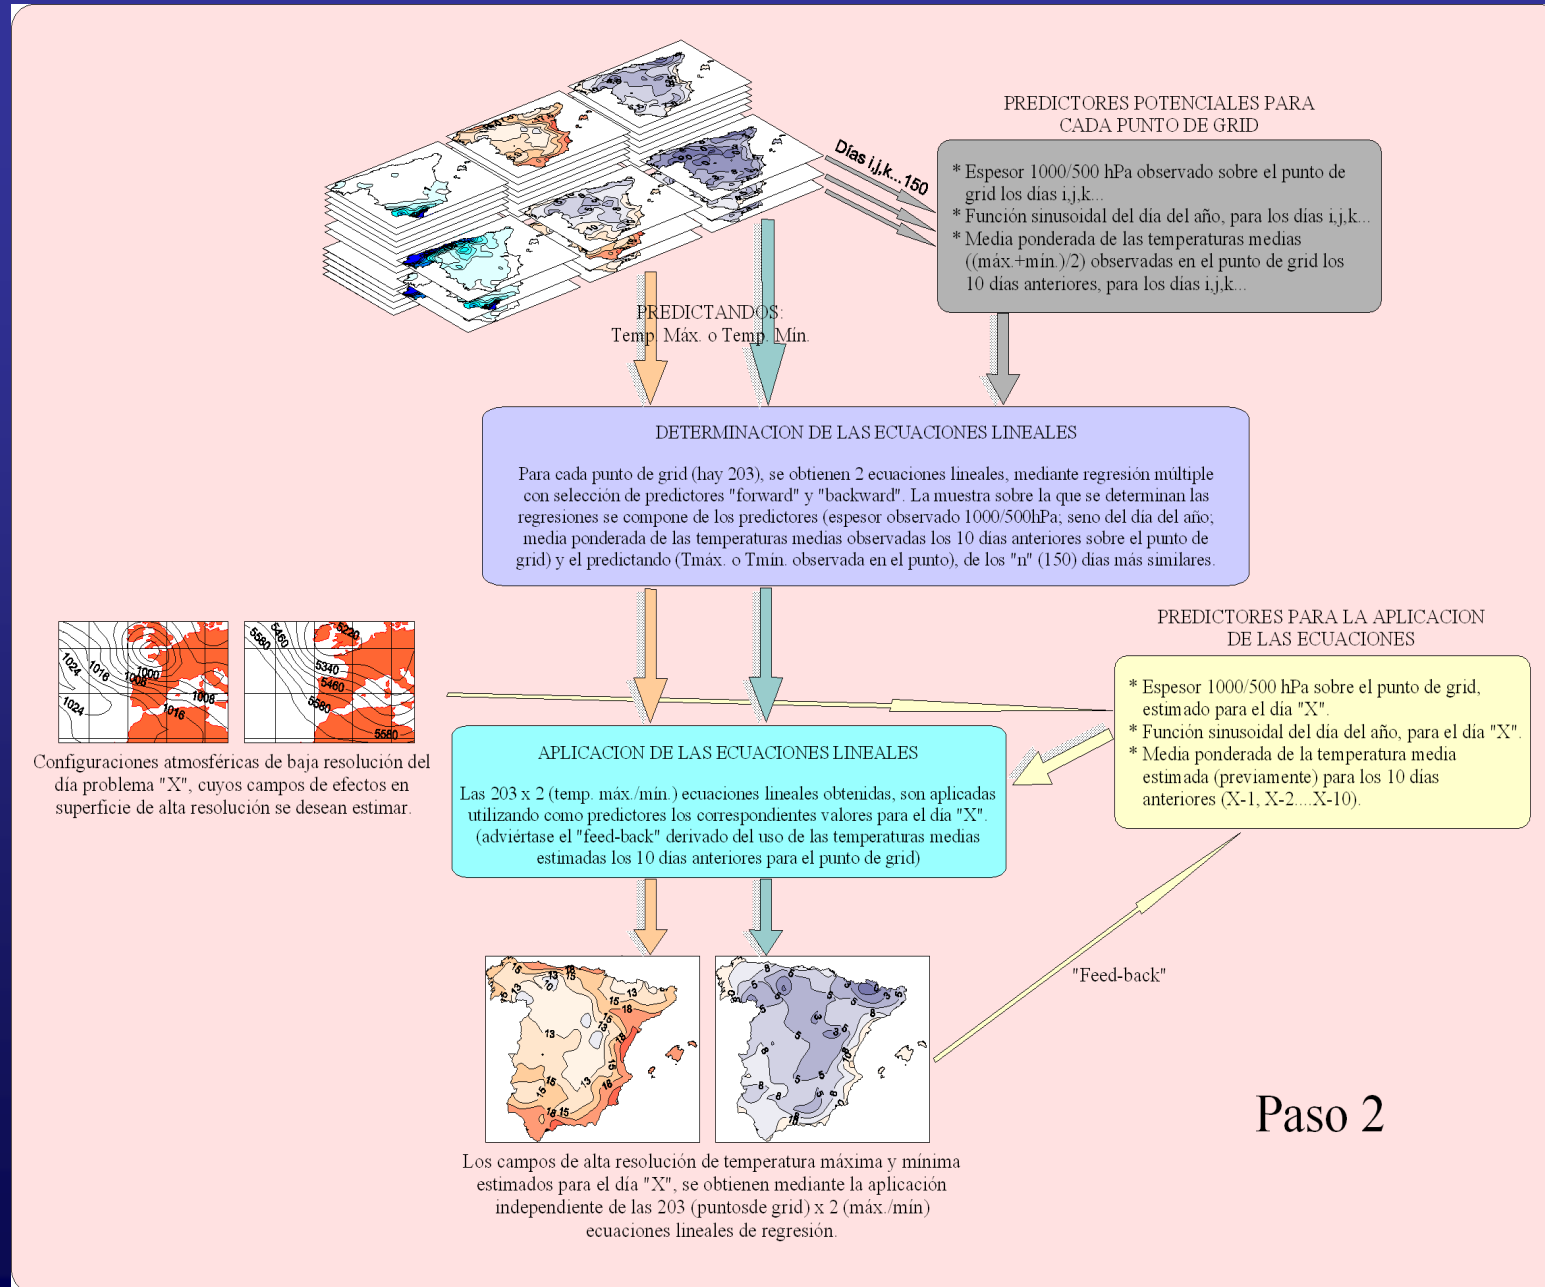 PREDICTORES POTENCIALES PARA
CADA PUNTO DE GRID
Días i,j,k...150
* Espesor 1000/500 hPa observado sobre el punto de
grid los días i,j,k...
* Función sinusoidal del día del año, para los días i,j,k...
* Media ponderada de las temperaturas medias
((máx.+mín.)/2) observadas en el punto de grid los
10 días anteriores, para los días i,j,k...
PREDICTANDOS:
Temp. Máx. o Temp. Mín.
DETERMINACION DE LAS ECUACIONES LINEALES
Para cada punto de grid (hay 203), se obtienen 2 ecuaciones lineales, mediante regresión múltiple
con selección de predictores "forward" y "backward". La muestra sobre la que se determinan las
regresiones se compone de los predictores (espesor observado 1000/500hPa; seno del día del año;
media ponderada de las temperaturas medias observadas los 10 días anteriores sobre el punto de
grid) y el predictando (Tmáx. o Tmín. observada en el punto), de los "n" (150) días más similares.
1024
1016
1008
1000
1008
1024
1016
5580
5460
5220
5340
5460
5580
5580
Configuraciones atmosféricas de baja resolución del
día problema "X", cuyos campos de efectos en
superficie de alta resolución se desean estimar.
PREDICTORES PARA LA APLICACION
DE LAS ECUACIONES
* Espesor 1000/500 hPa sobre el punto de grid,
estimado para el día "X".
* Función sinusoidal del día del año, para el día "X".
* Media ponderada de la temperatura media
estimada (previamente) para los 10 días
anteriores (X-1, X-2....X-10).
APLICACION DE LAS ECUACIONES LINEALES
Las 203 x 2 (temp. máx./mín.) ecuaciones lineales obtenidas, son aplicadas
utilizando como predictores los correspondientes valores para el día "X".
(adviértase el "feed-back" derivado del uso de las temperaturas medias
estimadas los 10 días anteriores para el punto de grid)
"Feed-back"
Paso 2
Los campos de alta resolución de temperatura máxima y mínima
estimados para el día "X", se obtienen mediante la aplicación
independiente de las 203 (puntosde grid) x 2 (máx./mín)
ecuaciones lineales de regresión.